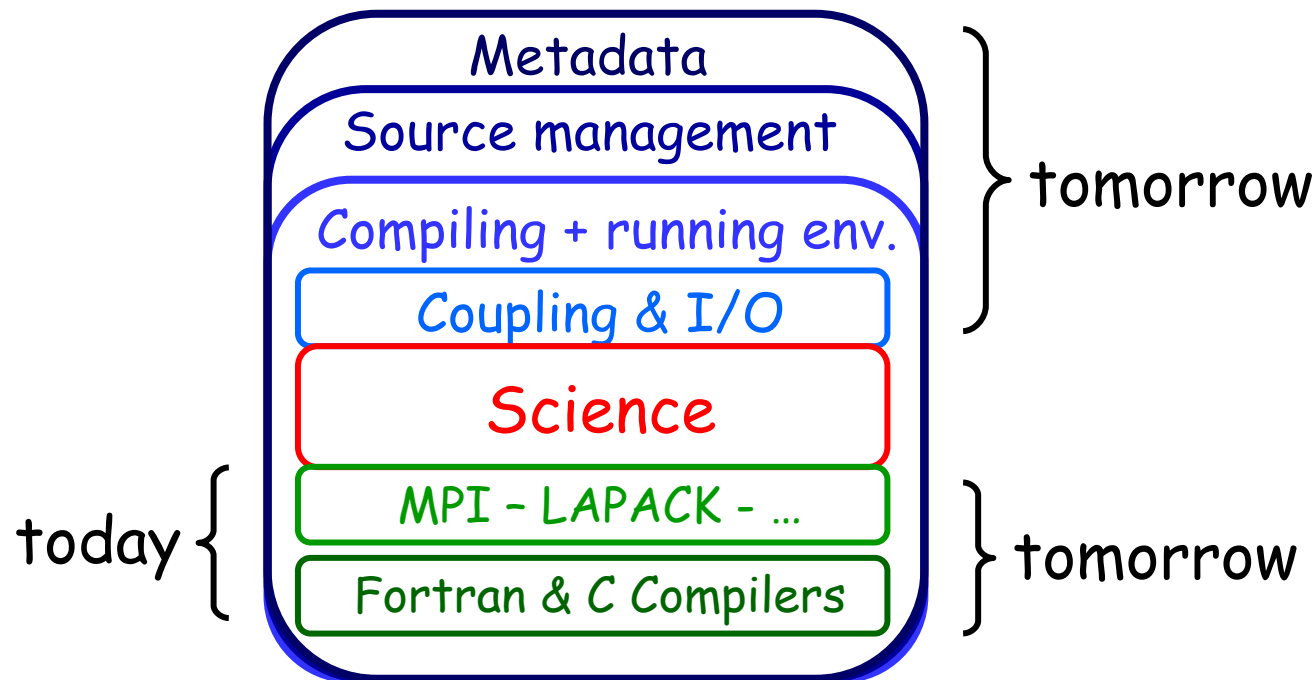 Metadata
Source management
tomorrow
Compiling + running env.
Coupling & I/O
Science
MPI – LAPACK - ...
today
tomorrow
Fortran & C Compilers